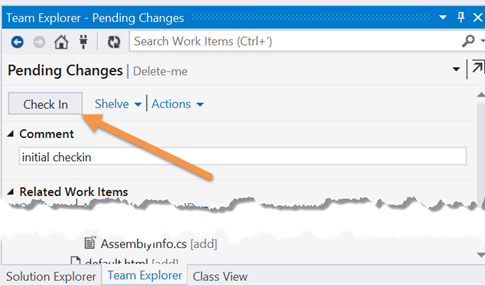 Team Explorer - Pending Changes
Search Work Items (Ctrl+')
Pending Changes | Delete-me
Check In Shelve Actions
Comment
initial checkin
Related Work Items
AssemblyInfo.cs [add]
default.html [add]
Solution Explorer Team Explorer Class View